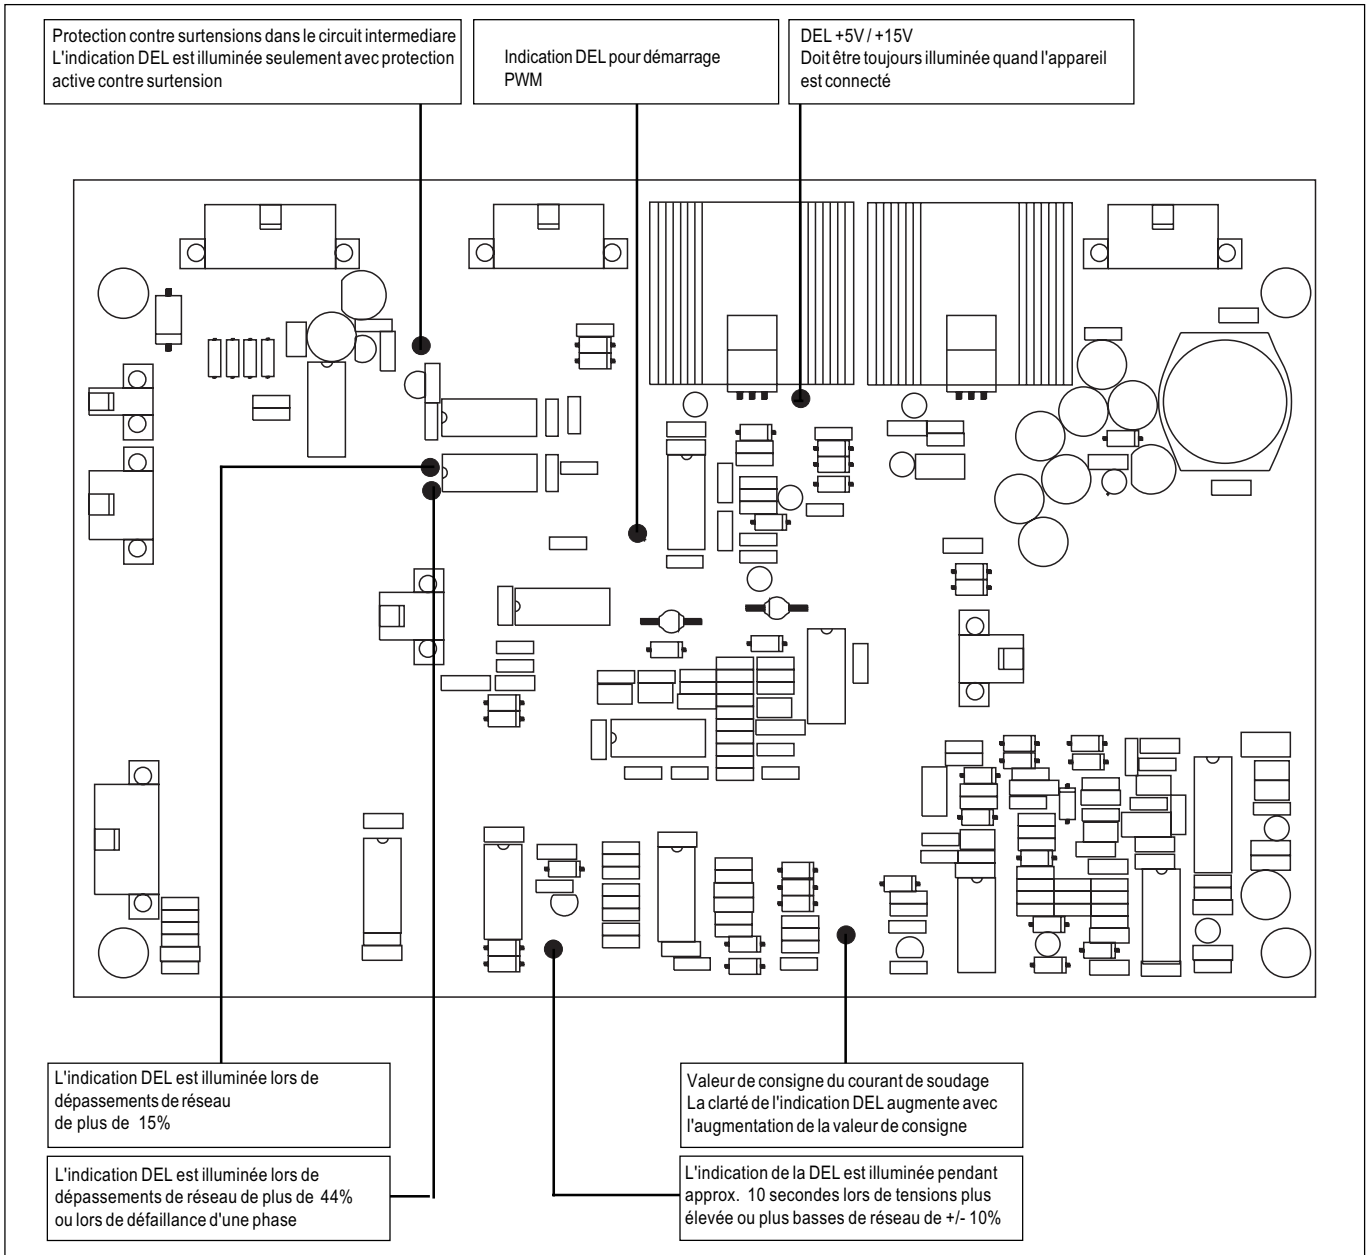 Protection contre surtensions dans le circuit intermediare
L'indication DEL est illuminée seulement avec protection
active contre surtension
Indication DEL pour démarrage
PWM
DEL +5V / +15V
Doit être toujours illuminée quand l'appareil
est connecté
L'indication DEL est illuminée lors de
dépassements de réseau
de plus de 15%
L'indication DEL est illuminée lors de
dépassements de réseau de plus de 44%
ou lors de défaillance d'une phase
Valeur de consigne du courant de soudage
La clarté de l'indication DEL augmente avec
l'augmentation de la valeur de consigne
L'indication de la DEL est illuminée pendant
approx. 10 secondes lors de tensions plus
élevée ou plus basses de réseau de +/- 10%